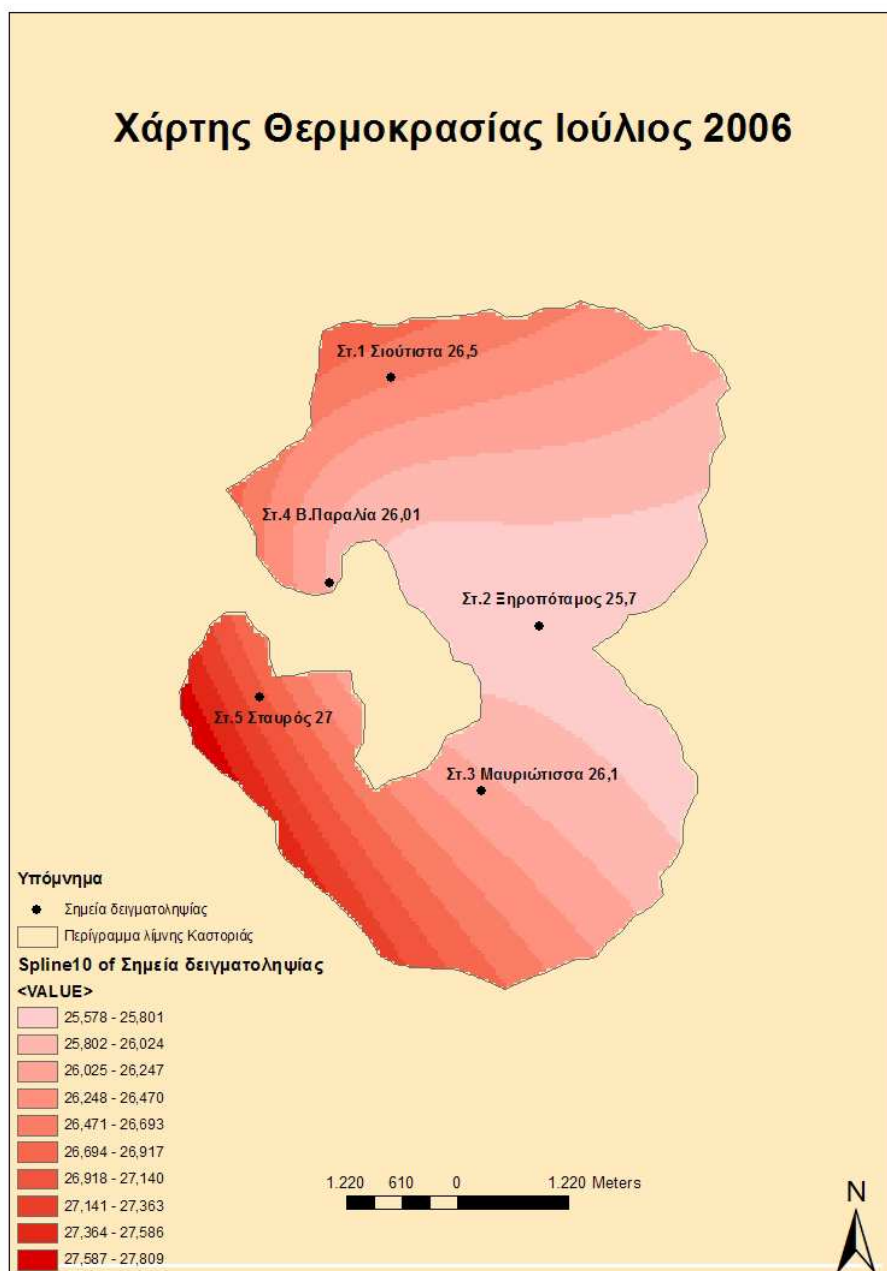 Χάρτης Θερμοκρασίας Ιούλιος 2006
Στ.1 Σιούτιστα 26,5
Στ.4 Β.Παραλία 26,01
Στ.2 Ξηροπόταμος 25,7
Στ.5 Σταυρός 27
Στ.3 Μαυριώτισσα 26,1
Υπόμνημα
Σημεία δειγματοληψίας
Περίγραμμα λίμνης Καστοριάς
Spline10 of Σημεία δειγματοληψίας
<VALUE>
25,578 - 25,801
25,802 - 26,024
26,025 - 26,247
26,248 - 26,470
26,471 - 26,693
26,694 - 26,917
26,918 - 27,140
27,141 - 27,363
27,364 - 27,586
27,587 - 27,809
1.220 610 0 1.220 Meters
N